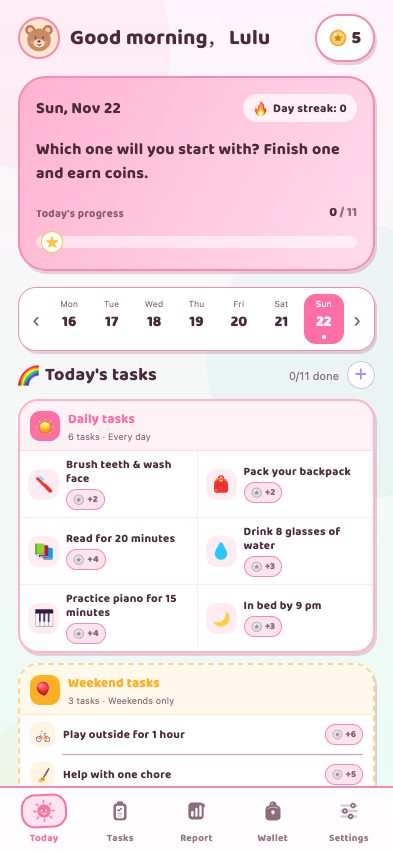 Good morning, Lulu
5
Sun, Nov 22
Day streak: 0
Which one will you start with? Finish one
and earn coins.
Today's progress
0 / 11
Mon Tue Wed Thu Fri Sat Sun
‹ 16 17 18 19 20 21 22 ›
Today's tasks
0/11 done
+
Daily tasks
6 tasks · Every day
Brush teeth & wash
face
+2
Pack your backpack
+2
Read for 20 minutes
+4
Drink 8 glasses of
water
+3
Practice piano for 15
minutes
+4
In bed by 9 pm
+3
Weekend tasks
3 tasks · Weekends only
Play outside for 1 hour
+6
Help with one chore
+5
Today
Tasks
Report
Wallet
Settings